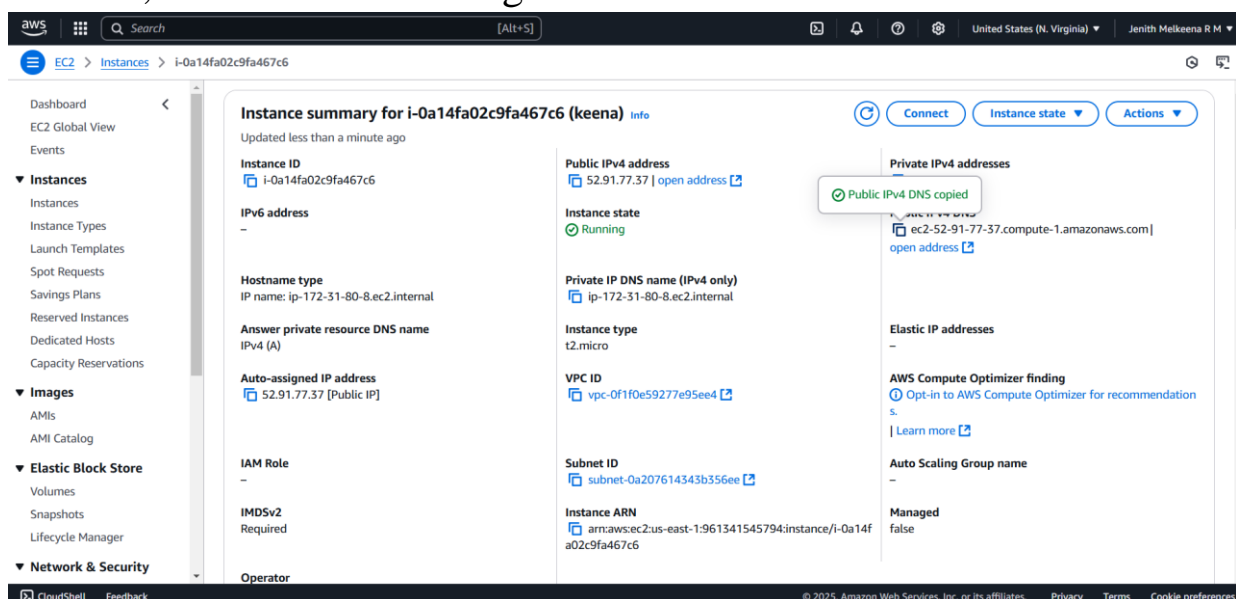 aws
Search
[Alt+S]
United States (N. Virginia)
Jenith Melkeena R M
EC2 > Instances > i-0a14fa02c9fa467c6
Dashboard
EC2 Global View
Events
Instances
Instances
Instance Types
Launch Templates
Spot Requests
Savings Plans
Reserved Instances
Dedicated Hosts
Capacity Reservations
Images
AMIs
AMI Catalog
Elastic Block Store
Volumes
Snapshots
Lifecycle Manager
Network & Security
Instance summary for i-0a14fa02c9fa467c6 (keena) Info
Connect
Instance state
Actions
Updated less than a minute ago
Instance ID
i-0a14fa02c9fa467c6
Public IPv4 address
52.91.77.37 | open address
Private IPv4 addresses
Public IPv4 DNS copied
IPv6 address
–
Instance state
Running
ec2-52-91-77-37.compute-1.amazonaws.com |
open address
Hostname type
IP name: ip-172-31-80-8.ec2.internal
Private IP DNS name (IPv4 only)
ip-172-31-80-8.ec2.internal
Answer private resource DNS name
IPv4 (A)
Instance type
t2.micro
Elastic IP addresses
–
Auto-assigned IP address
52.91.77.37 [Public IP]
VPC ID
vpc-0f1f0e59277e95ee4
AWS Compute Optimizer finding
Opt-in to AWS Compute Optimizer for recommendation
s.
| Learn more
IAM Role
–
Subnet ID
subnet-0a207614343b356ee
Auto Scaling Group name
–
IMDSv2
Required
Instance ARN
arn:aws:ec2:us-east-1:961341545794:instance/i-0a14f
a02c9fa467c6
Managed
false
Operator
CloudShell
Feedback
© 2025, Amazon Web Services, Inc. or its affiliates.
Privacy
Terms
Cookie preferences